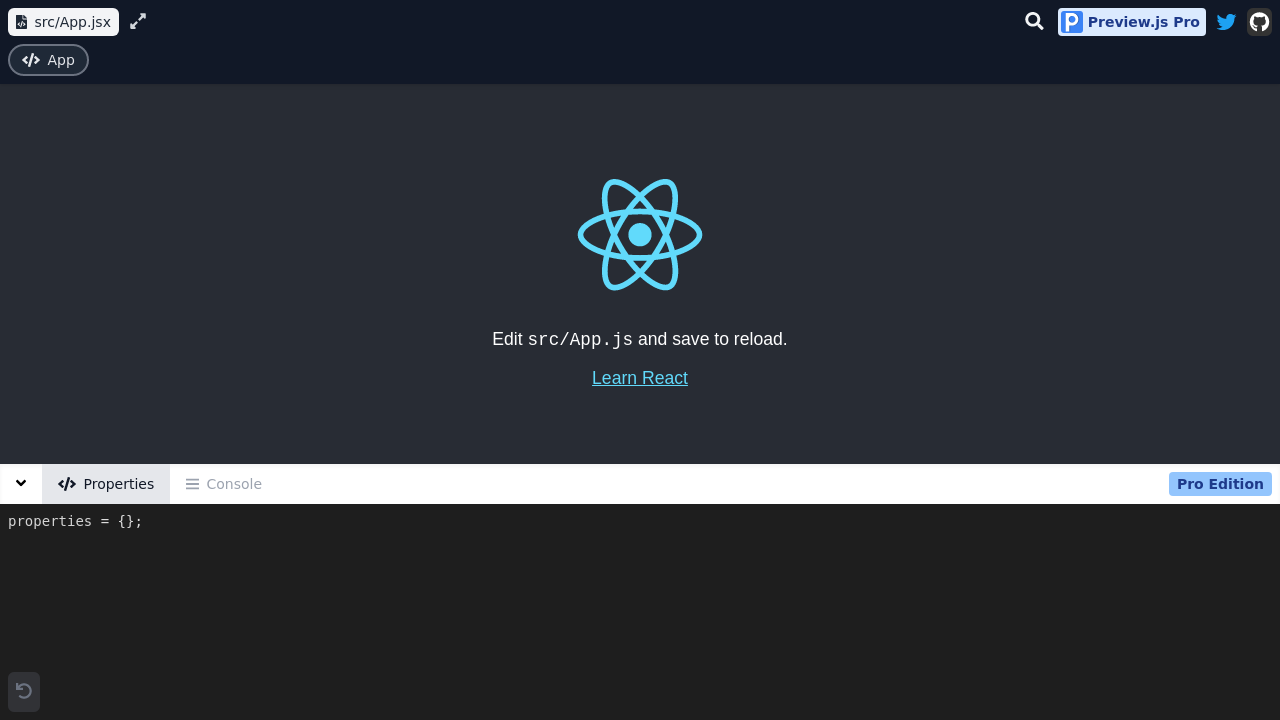 src/App.jsx
Preview.js Pro
App
Edit src/App.js and save to reload.
Learn React
Properties
Console
Pro Edition
properties = {};